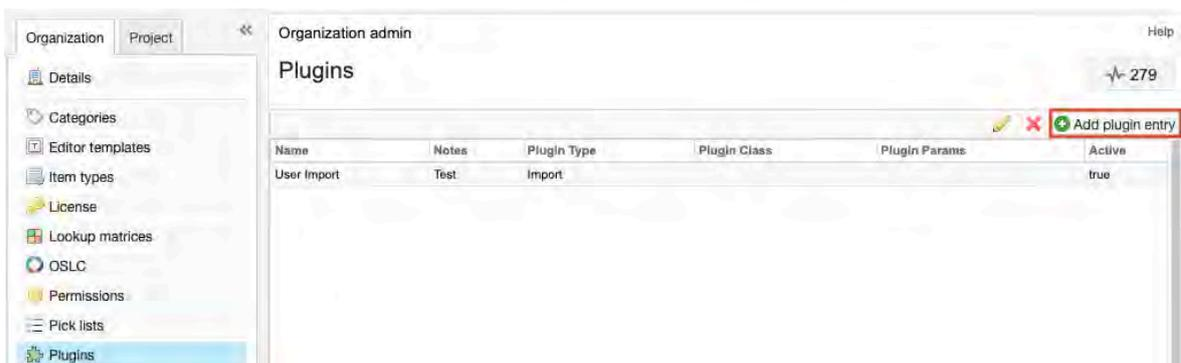 Organization Project « Organization admin Help
Plugins 279
Details
Categories
Add plugin entry
Editor templates
Name Notes Plugin Type Plugin Class Plugin Params Active
Item types
User Import Test Import true
License
Lookup matrices
OSLC
Permissions
Pick lists
Plugins